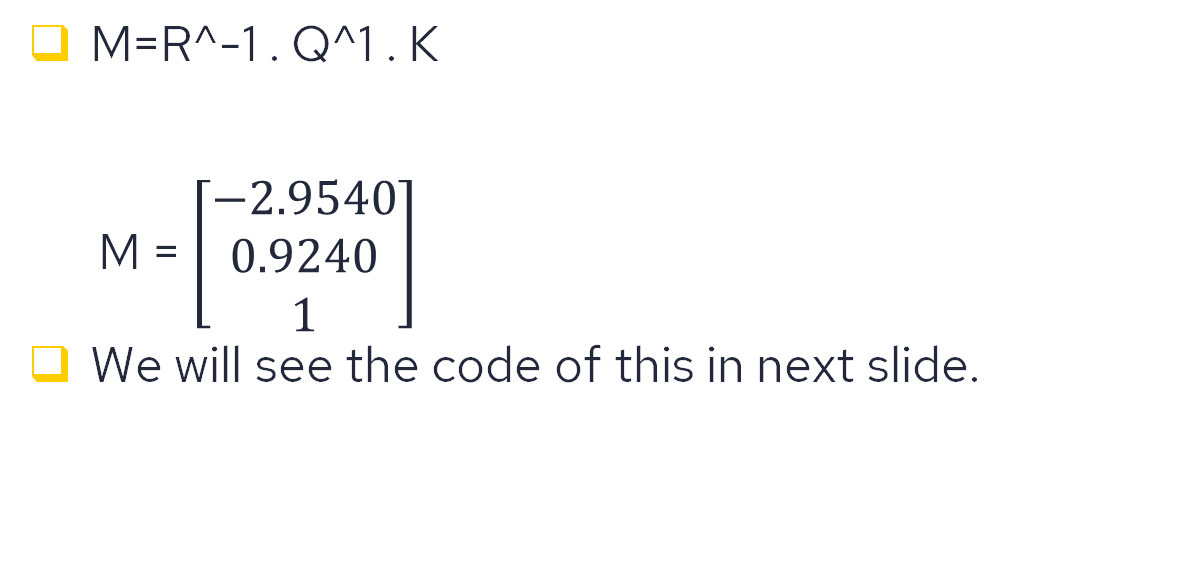 M=R^-1. Q^1. K
M = [−2.9540
0.9240
1]
We will see the code of this in next slide.